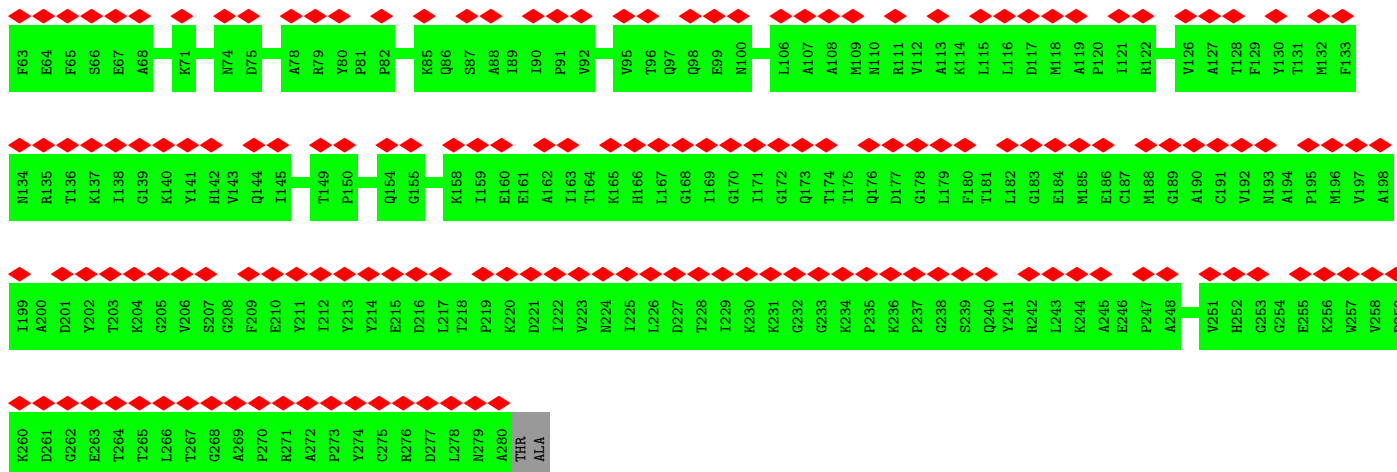 F63 E64 F65 S66 E67 A68 K71 N74 D75 A78 R79 Y80 P81 P82 K85 Q86 S87 A88 I89 I90 P91 V92 V95 T96 Q97 Q98 E99 N100 L106 A107 A108 M109 N110 R111 V112 A113 K114 L115 L116 D117 M118 A119 P120 I121 R122 V126 A127 T128 F129 Y130 T131 M132 F133
N134 R135 T136 K137 I138 G139 K140 Y141 H142 V143 Q144 I145 T149 P150 Q154 G155 K158 I159 E160 E161 A162 I163 T164 K165 H166 L167 G168 I169 G170 I171 G172 Q173 T174 T175 Q176 D177 G178 L179 F180 T181 L182 G183 E184 M185 E186 C187 M188 G189 A190 C191 V192 N193 A194 P195 M196 V197 A198
I199 A200 D201 Y202 T203 K204 G205 V206 S207 G208 F209 E210 Y211 I212 Y213 Y214 E215 D216 L217 T218 P219 K220 D221 I222 V223 N224 I225 L226 D227 T228 I229 K230 K231 G232 G233 K234 P235 K236 P237 G238 S239 Q240 Y241 R242 L243 K244 A245 E246 P247 A248 V251 H252 G253 G254 E255 K256 W257 V258
K260 D261 G262 E263 T264 T265 L266 T267 G268 A269 P270 R271 A272 P273 Y274 C275 R276 D277 L278 N279 A280 THR ALA